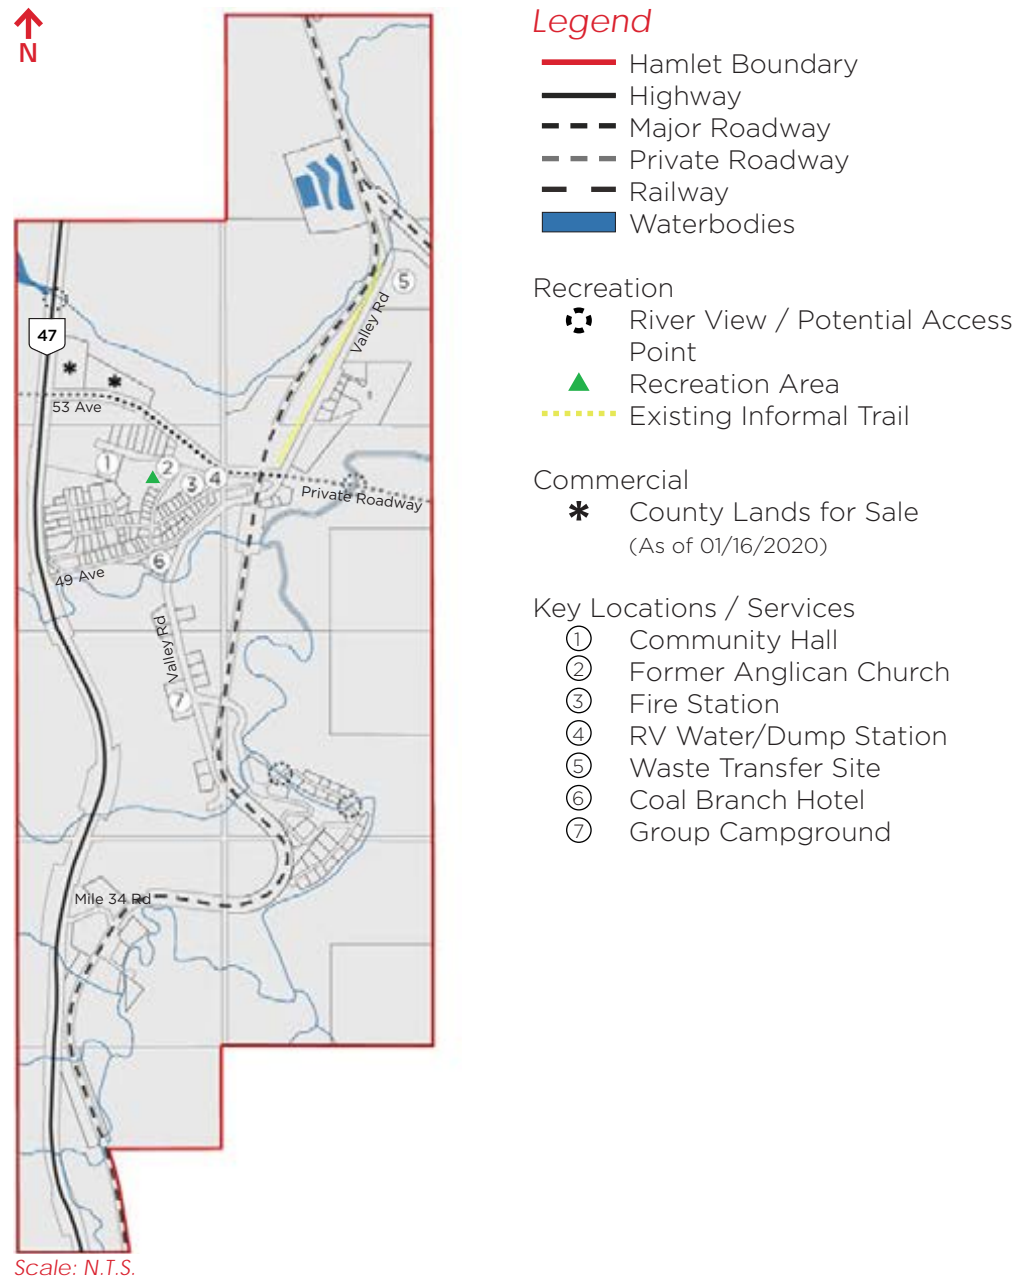 N
47
53 Ave
Valley Rd
5
1
2
3
4
Private Roadway
49 Ave
6
Valley Rd
7
Mile 34 Rd
Scale: N.T.S.
Legend
Hamlet Boundary
Highway
Major Roadway
Private Roadway
Railway
Waterbodies
Recreation
River View / Potential Access
Point
Recreation Area
Existing Informal Trail
Commercial
* County Lands for Sale
(As of 01/16/2020)
Key Locations / Services
1 Community Hall
2 Former Anglican Church
3 Fire Station
4 RV Water/Dump Station
5 Waste Transfer Site
6 Coal Branch Hotel
7 Group Campground